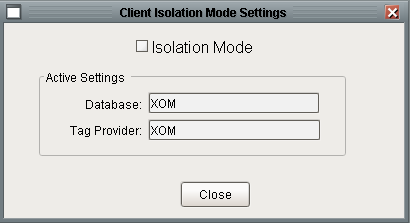 Client Isolation Mode Settings
Isolation Mode
Active Settings
Database: XOM
Tag Provider: XOM
Close